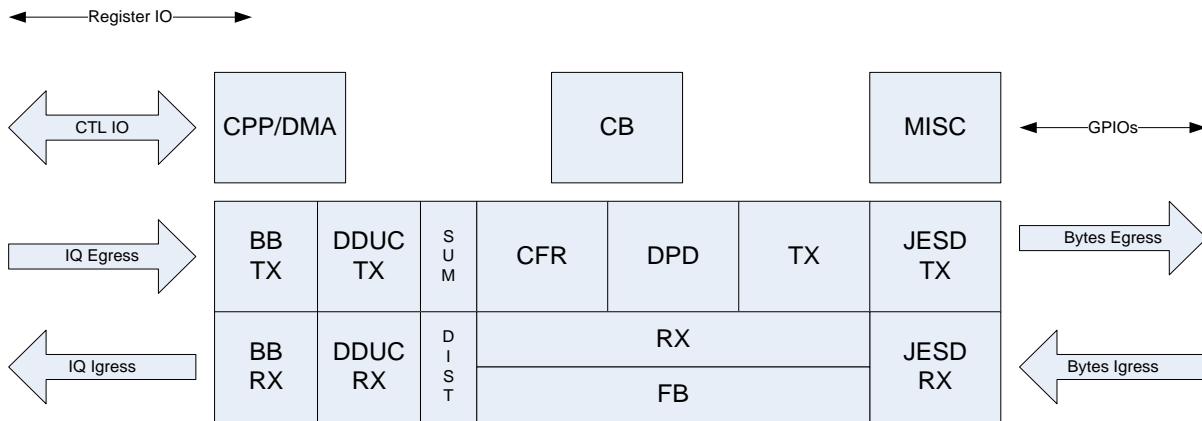 Register IO
CTL IO
CPP/DMA
CB
MISC
GPIOs
IQ Egress
BB
TX
DDUC
TX
S
U
M
CFR
DPD
TX
JESD
TX
Bytes Egress
IQ Igress
BB
RX
DDUC
RX
D
I
S
T
RX
FB
JESD
RX
Bytes Igress